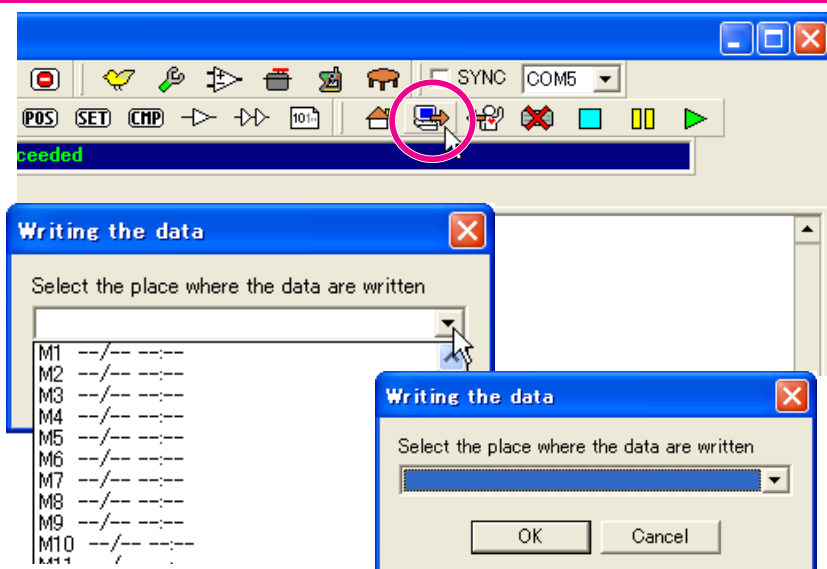 SYNC COM5
POS SET CMP 101..
ceeded
Writing the data
Select the place where the data are written
M1 --/-- --:--
M2 --/-- --:--
M3 --/-- --:--
M4 --/-- --:--
M5 --/-- --:--
M6 --/-- --:--
M7 --/-- --:--
M8 --/-- --:--
M9 --/-- --:--
M10 --/-- --:--
Writing the data
Select the place where the data are written
OK Cancel